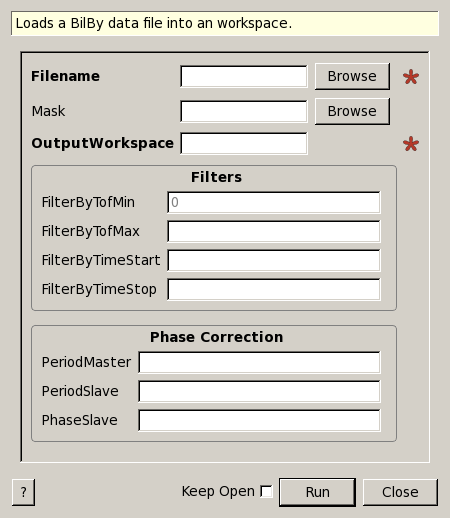 Loads a BilBy data file into an workspace.
Filename Browse *
Mask Browse
OutputWorkspace *
Filters
FilterByTofMin 0
FilterByTofMax
FilterByTimeStart
FilterByTimeStop
Phase Correction
PeriodMaster
PeriodSlave
PhaseSlave
? Keep Open Run Close